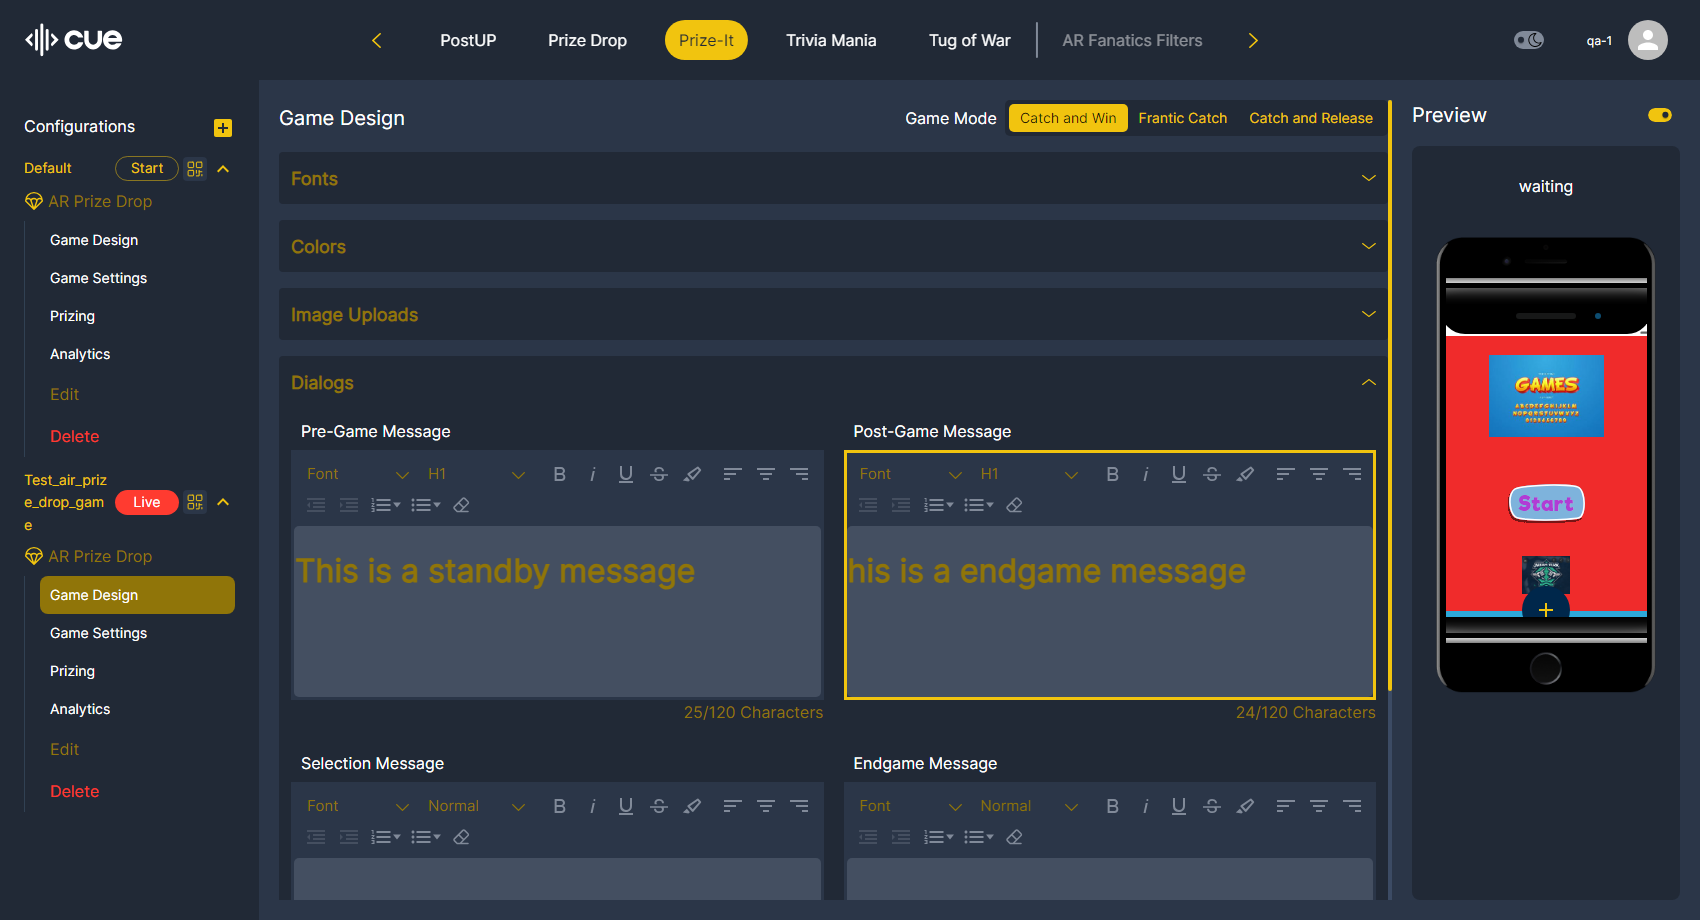 cue
PostUP
Prize Drop
Prize-It
Trivia Mania
Tug of War
AR Fanatics Filters
qa-1
Configurations
Default
Start
AR Prize Drop
Game Design
Game Settings
Prizing
Analytics
Edit
Delete
Test_air_priz
e_drop_gam
e
Live
AR Prize Drop
Game Design
Game Settings
Prizing
Analytics
Edit
Delete
Game Design
Game Mode
Catch and Win
Frantic Catch
Catch and Release
Fonts
Colors
Image Uploads
Dialogs
Pre-Game Message
Font
H1
This is a standby message
25/120 Characters
Post-Game Message
Font
H1
his is a endgame message
24/120 Characters
Selection Message
Font
Normal
Endgame Message
Font
Normal
Preview
waiting
GAMES
Start